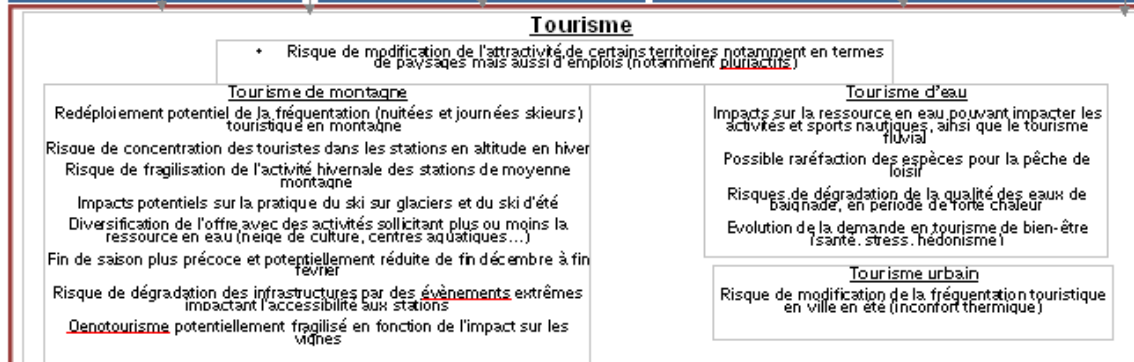 Tourisme
• Risque de modification de l'attractivité de certains territoires notamment en termes
de paysages mais aussi d'emplois (notamment pluriactifs)
Tourisme de montagne
Redéploiement potentiel de la fréquentation (nuitées et journées skieurs)
touristique en montagne
Risque de concentration des touristes dans les stations en altitude en hiver
Risque de fragilisation de l'activité hivernale des stations de moyenne
montagne
Impacts potentiels sur la pratique du ski sur glaciers et du ski d'été
Diversification de l'offre avec des activités sollicitant plus ou moins la
ressource en eau (neige de culture, centres aquatiques...)
Fin de saison plus précoce et potentiellement réduite de fin décembre à fin
février
Risque de dégradation des infrastructures par des évènements extrêmes
impactant l'accessibilité aux stations
Oenotourisme potentiellement fragilisé en fonction de l'impact sur les
vignes
Tourisme d'eau
Impacts sur la ressource en eau pouvant impacter les
activités et sports nautiques, ainsi que le tourisme
fluvial
Possible raréfaction des espèces pour la pêche de
loisir
Risques de dégradation de la qualité des eaux de
baignade, en période de forte chaleur
Evolution de la demande en tourisme de bien-être
(santé, stress, hédonisme)
Tourisme urbain
Risque de modification de la fréquentation touristique
en ville en été (inconfort thermique)